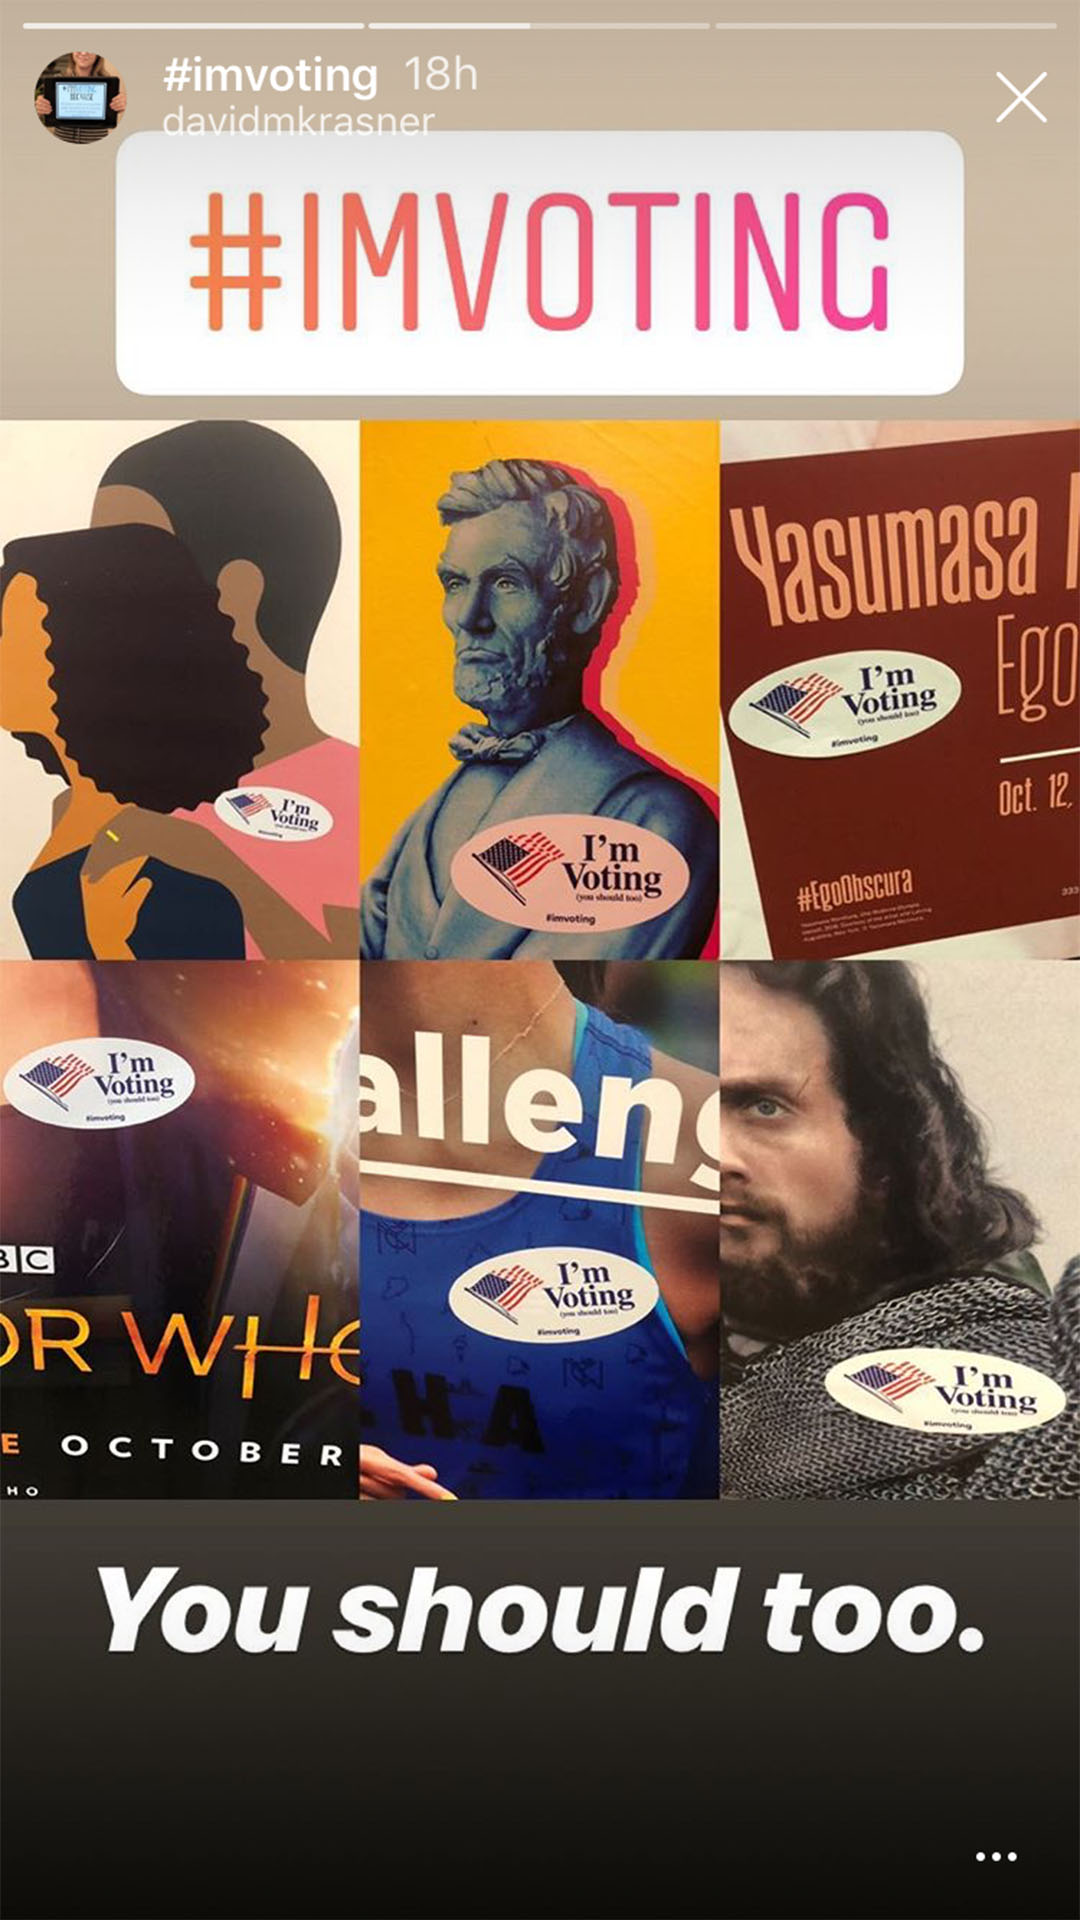 #imvoting 18h
davidmkrasner
#IMVOTING
I'm
Voting
(you should too)
#imvoting
I'm
Voting
(you should too)
#imvoting
Yasumasa
Ego
I'm
Voting
(you should too)
#imvoting
Oct. 12,
#EgoObscura
333
I'm
Voting
(you should too)
#imvoting
BC
OR WHO
E OCTOBER
HO
alleng
I'm
Voting
(you should too)
#imvoting
HA
I'm
Voting
(you should too)
#imvoting
You should too.